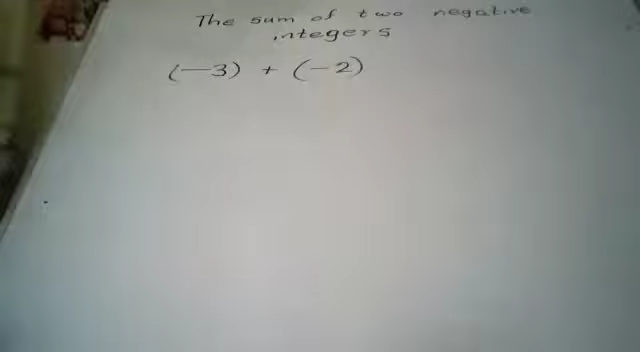 The sum of two negative
integers
(-3) + (-2)